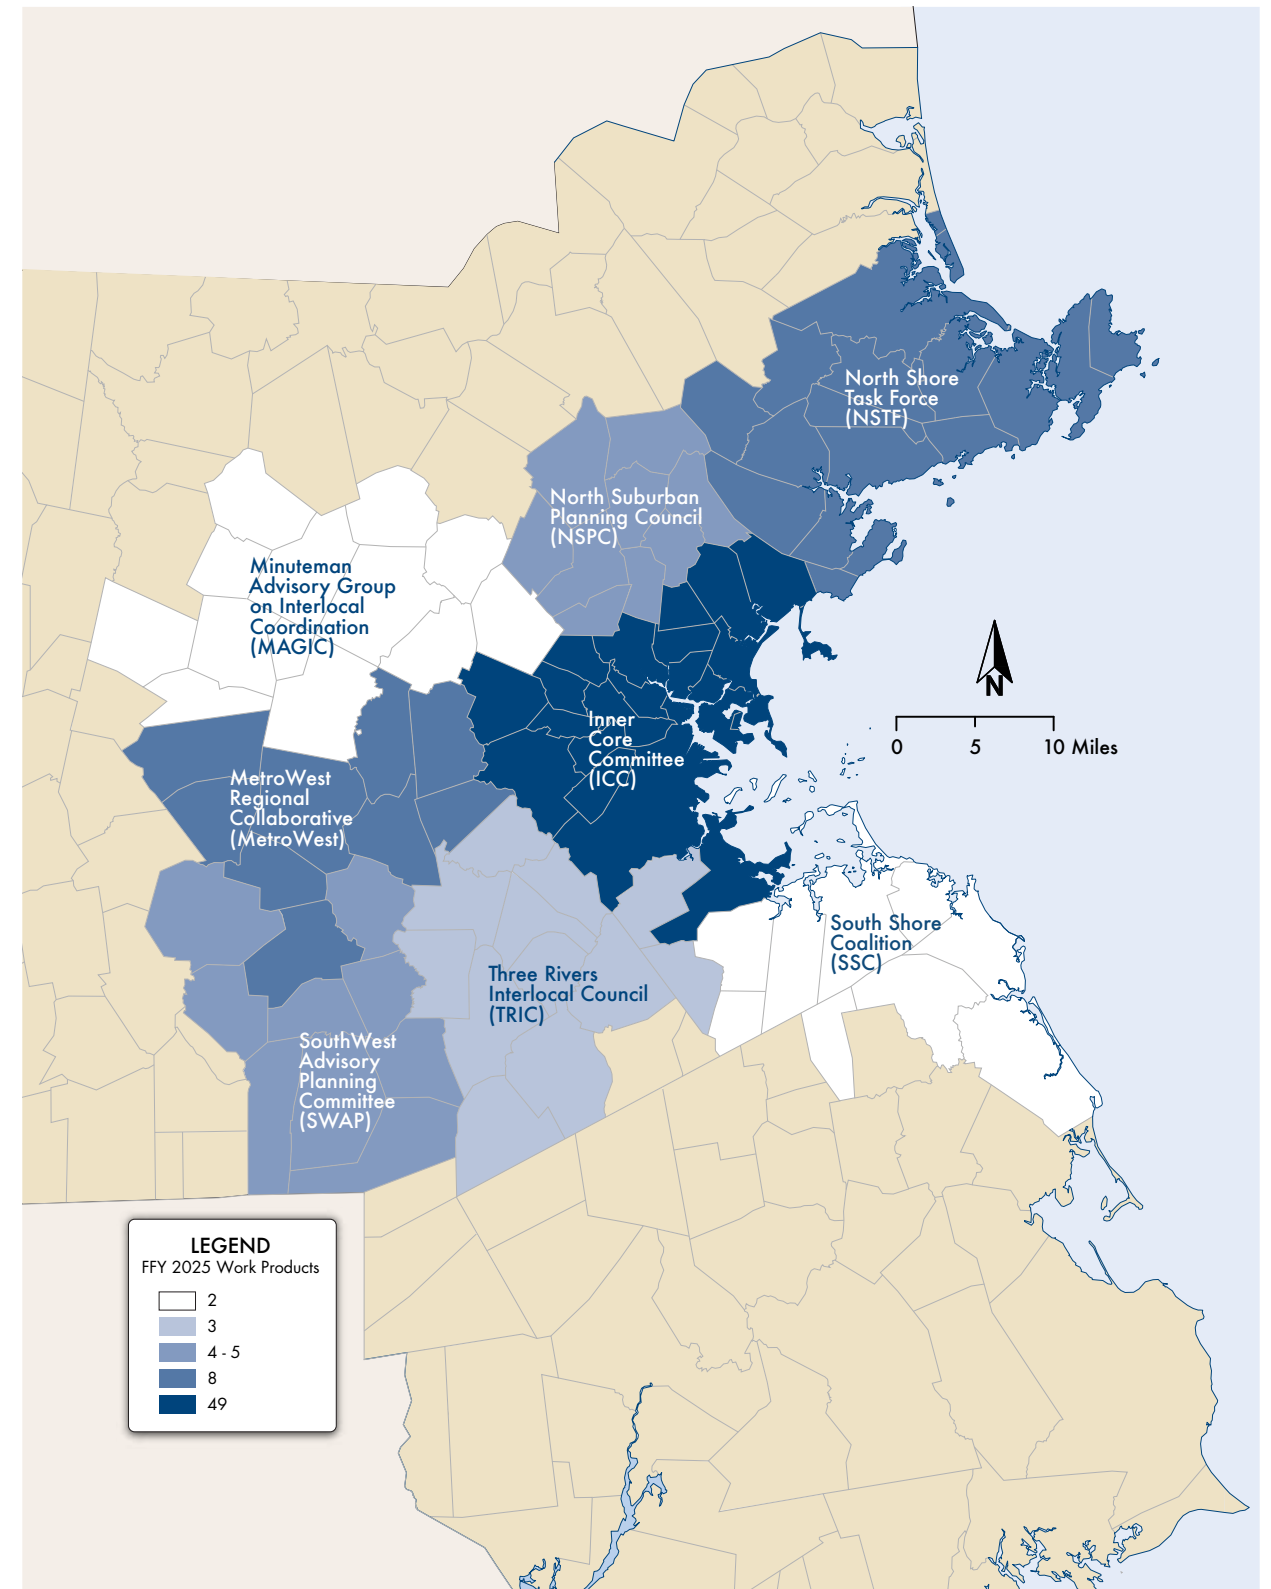 North Shore
Task Force
(NSTF)
North Suburban
Planning Council
(NSPC)
Minuteman
Advisory Group
on Interlocal
Coordination
(MAGIC)
N
0 5 10 Miles
Inner
Core
Committee
(ICC)
MetroWest
Regional
Collaborative
(MetroWest)
South Shore
Coalition
(SSC)
Three Rivers
Interlocal Council
(TRIC)
SouthWest
Advisory
Planning
Committee
(SWAP)
LEGEND
FFY 2025 Work Products
2
3
4 - 5
8
49